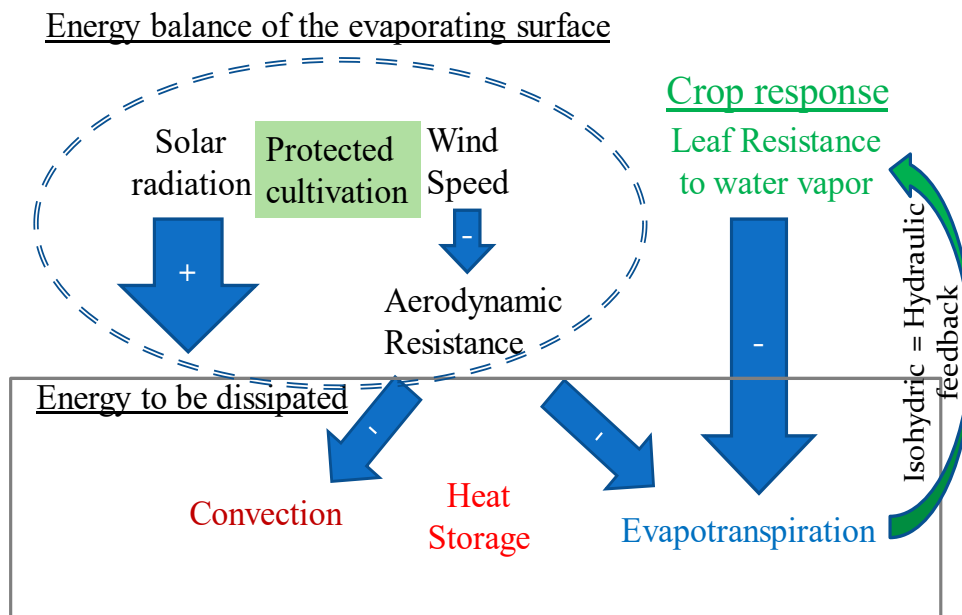 Energy balance of the evaporating surface
Solar
radiation
Protected
cultivation
Wind
Speed
Crop response
Leaf Resistance
to water vapor
+
-
Aerodynamic
Resistance
-
Isohydric = Hydraulic
feedback
Energy to be dissipated
-
-
Convection
Heat
Storage
Evapotranspiration